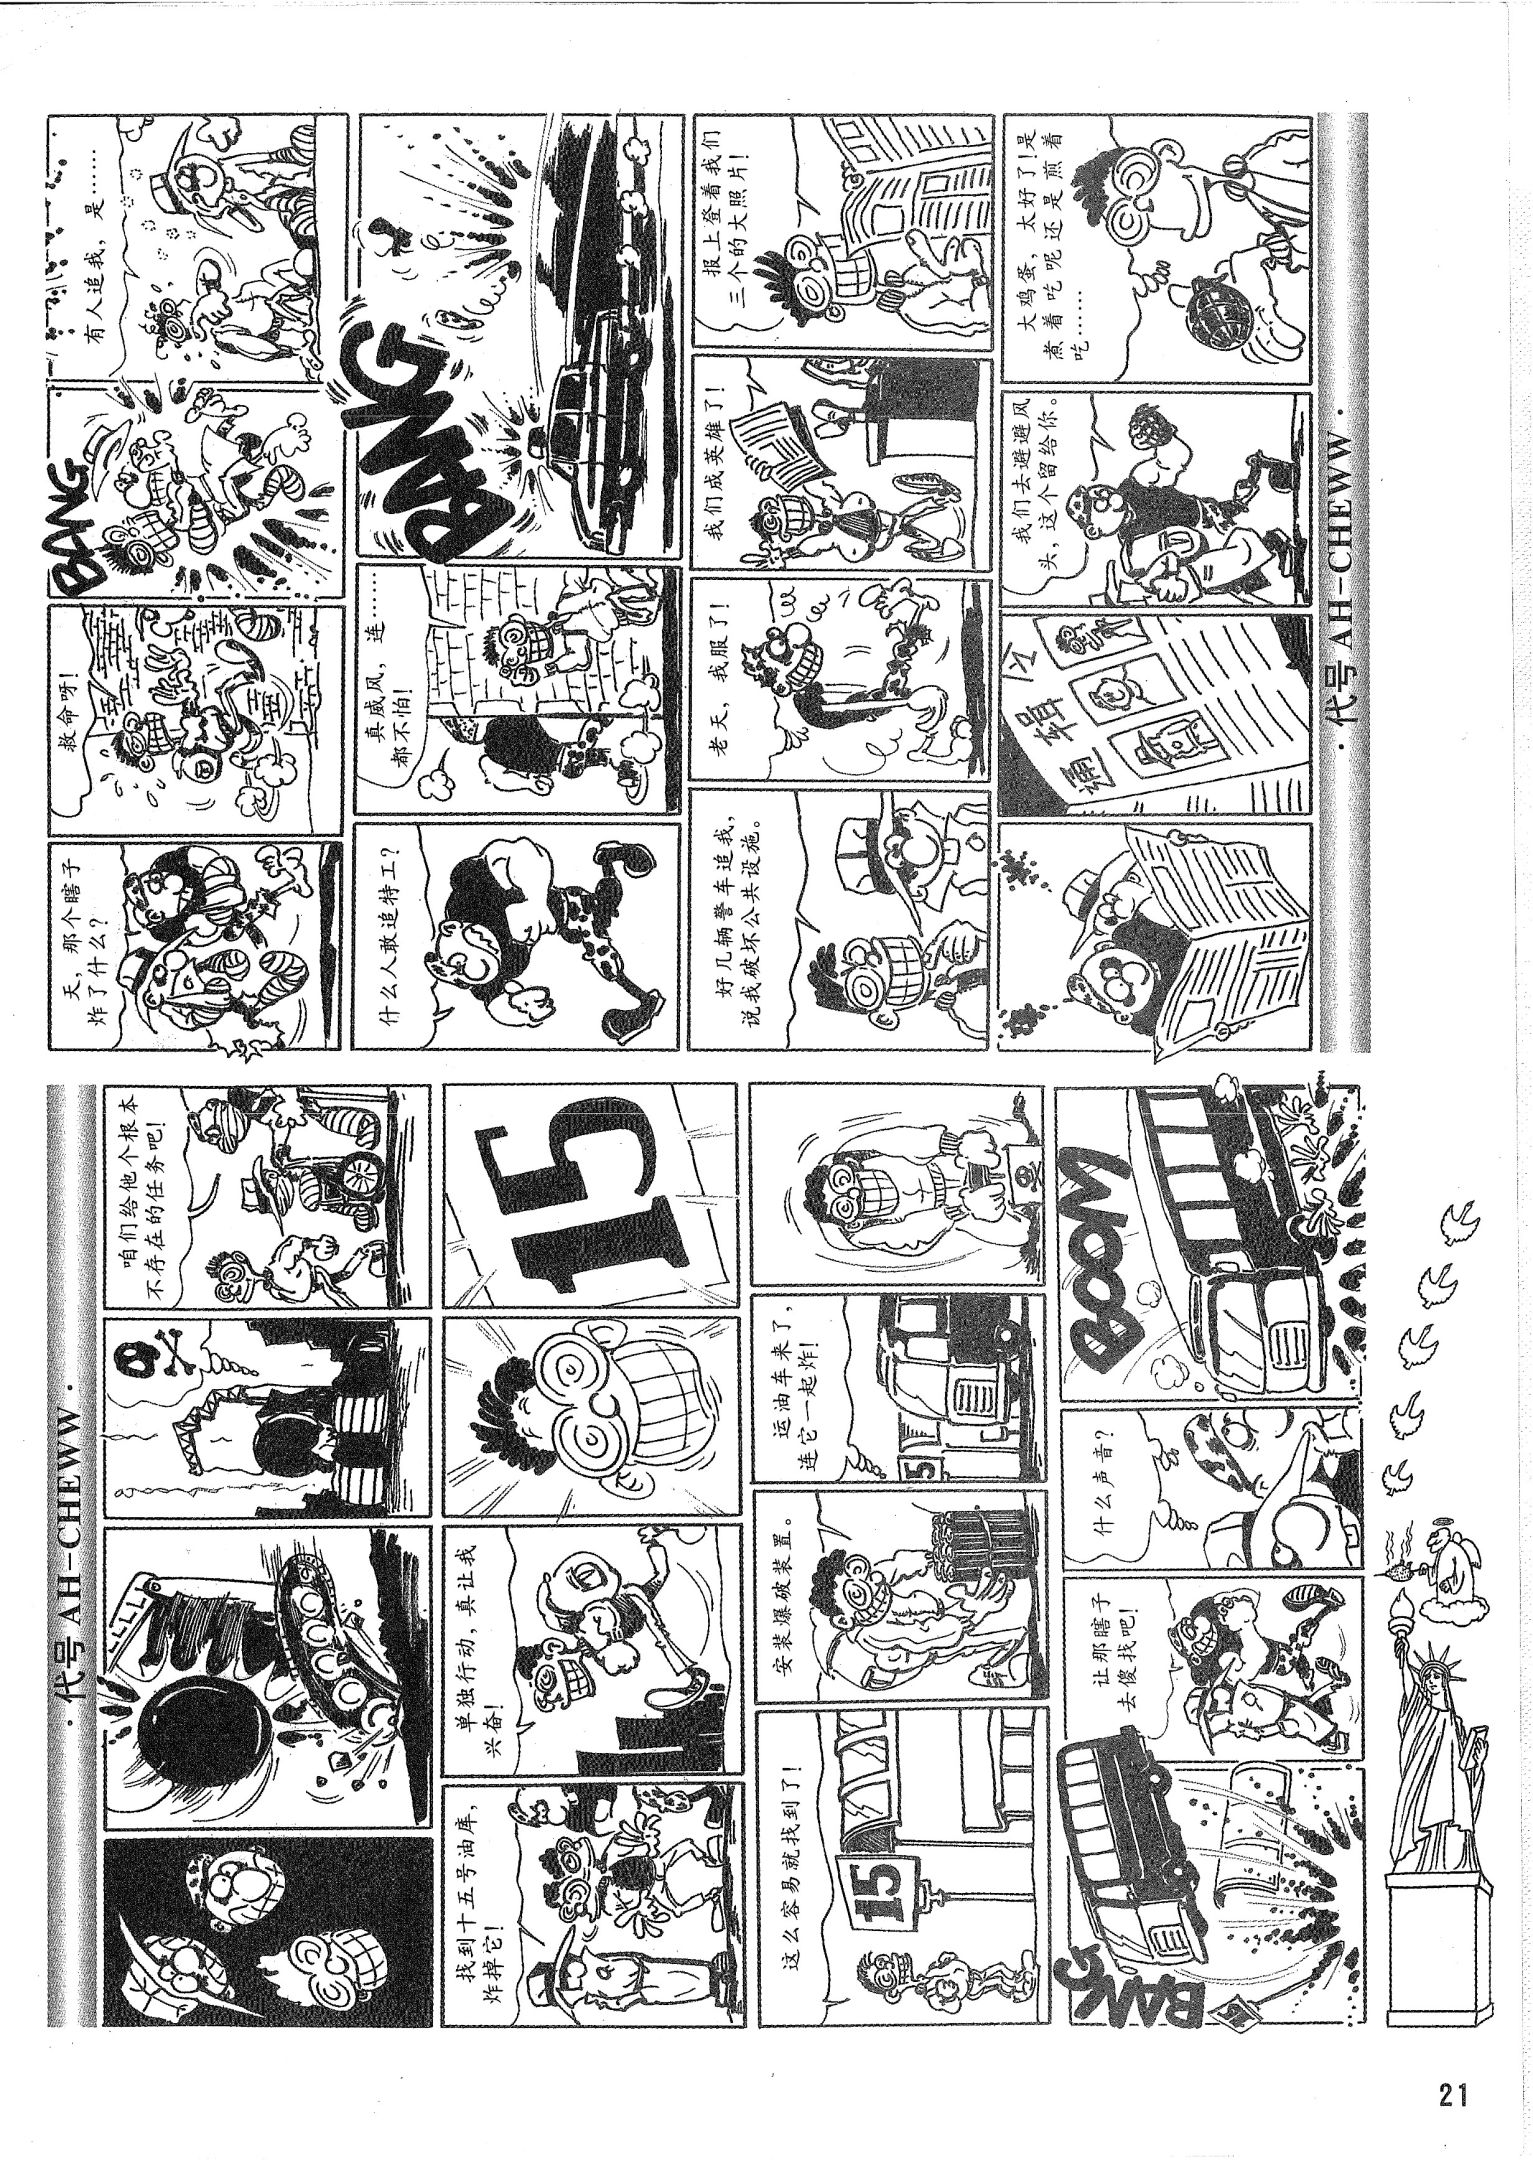 ·代号 AH-CHEWW·
咱们给他个根本
不存在的任务吧!
找到十五号油库,
炸掉它!
单独行动,真让我
兴奋!
15
这么容易就找到了!
15
安装爆破装置。
运油车来了,
连它一起炸!
5
BANG
15
让那瞎子
去傻找吧!
什么声音?
BOOM
天,那个瞎子
炸了什么?
救命呀!
BANG
有人追我,是……
什么人敢追特工?
真威风,连……
都不怕!
BANG
BANG
好几辆警车追我,
说我破坏公共设施。
老天,我服了!
我们成英雄了!
报上登着我们
三个的大照片!
通缉令
我们去避避风
头,这个留给你。
大鸡蛋,太好了!是
煮着吃呢还是煎着
吃……
·代号 AH-CHEWW·
21